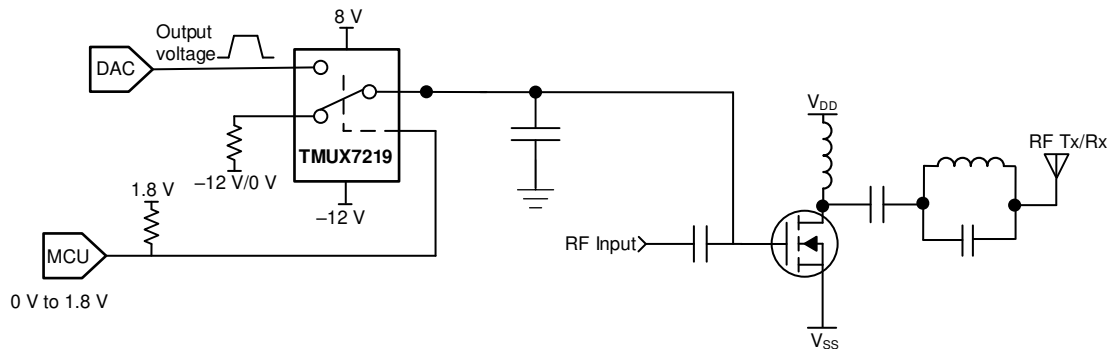 8 V
Output
voltage
DAC
TMUX7219
–12 V/0 V
–12 V
1.8 V
MCU
0 V to 1.8 V
RF Input
VDD
RF Tx/Rx
VSS